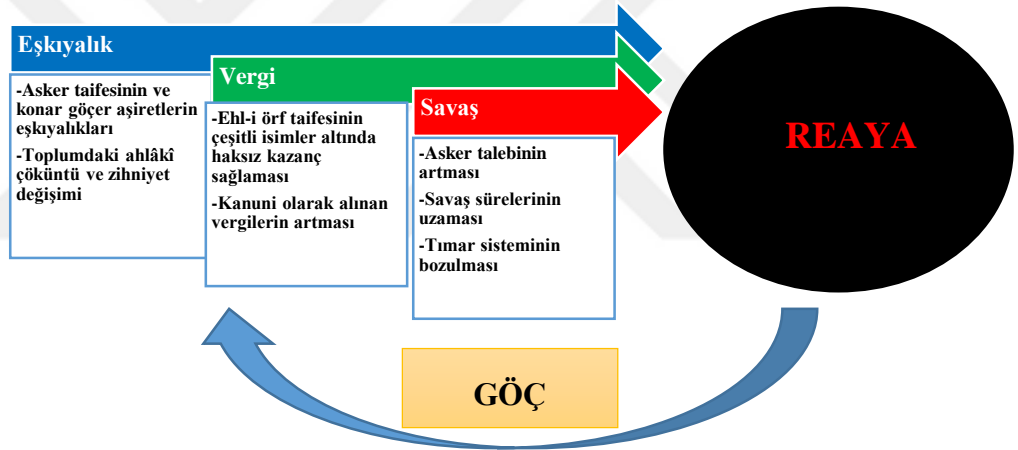 Eşkıyalık
-Asker taifesinin ve
konar göçer aşiretlerin
eşkıyalıkları
-Toplumdaki ahlâkî
çöküntü ve zihniyet
değişimi
Vergi
-Ehl-i örf taifesinin
çeşitli isimler altında
haksız kazanç
sağlaması
-Kanuni olarak alınan
vergilerin artması
Savaş
-Asker talebinin
artması
-Savaş sürelerinin
uzaması
-Tımar sisteminin
bozulması
REAYA
GÖÇ